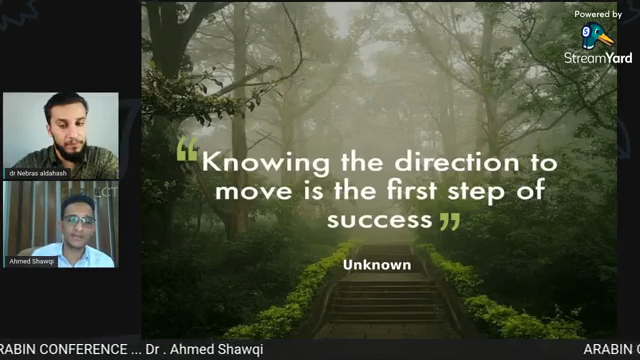 Powered by
StreamYard
dr Nebras aldahash
Ahmed Shawqi
“Knowing the direction to
move is the first step of
success”
Unknown
RABIN CONFERENCE ... Dr . Ahmed Shawqi
ARABIN C